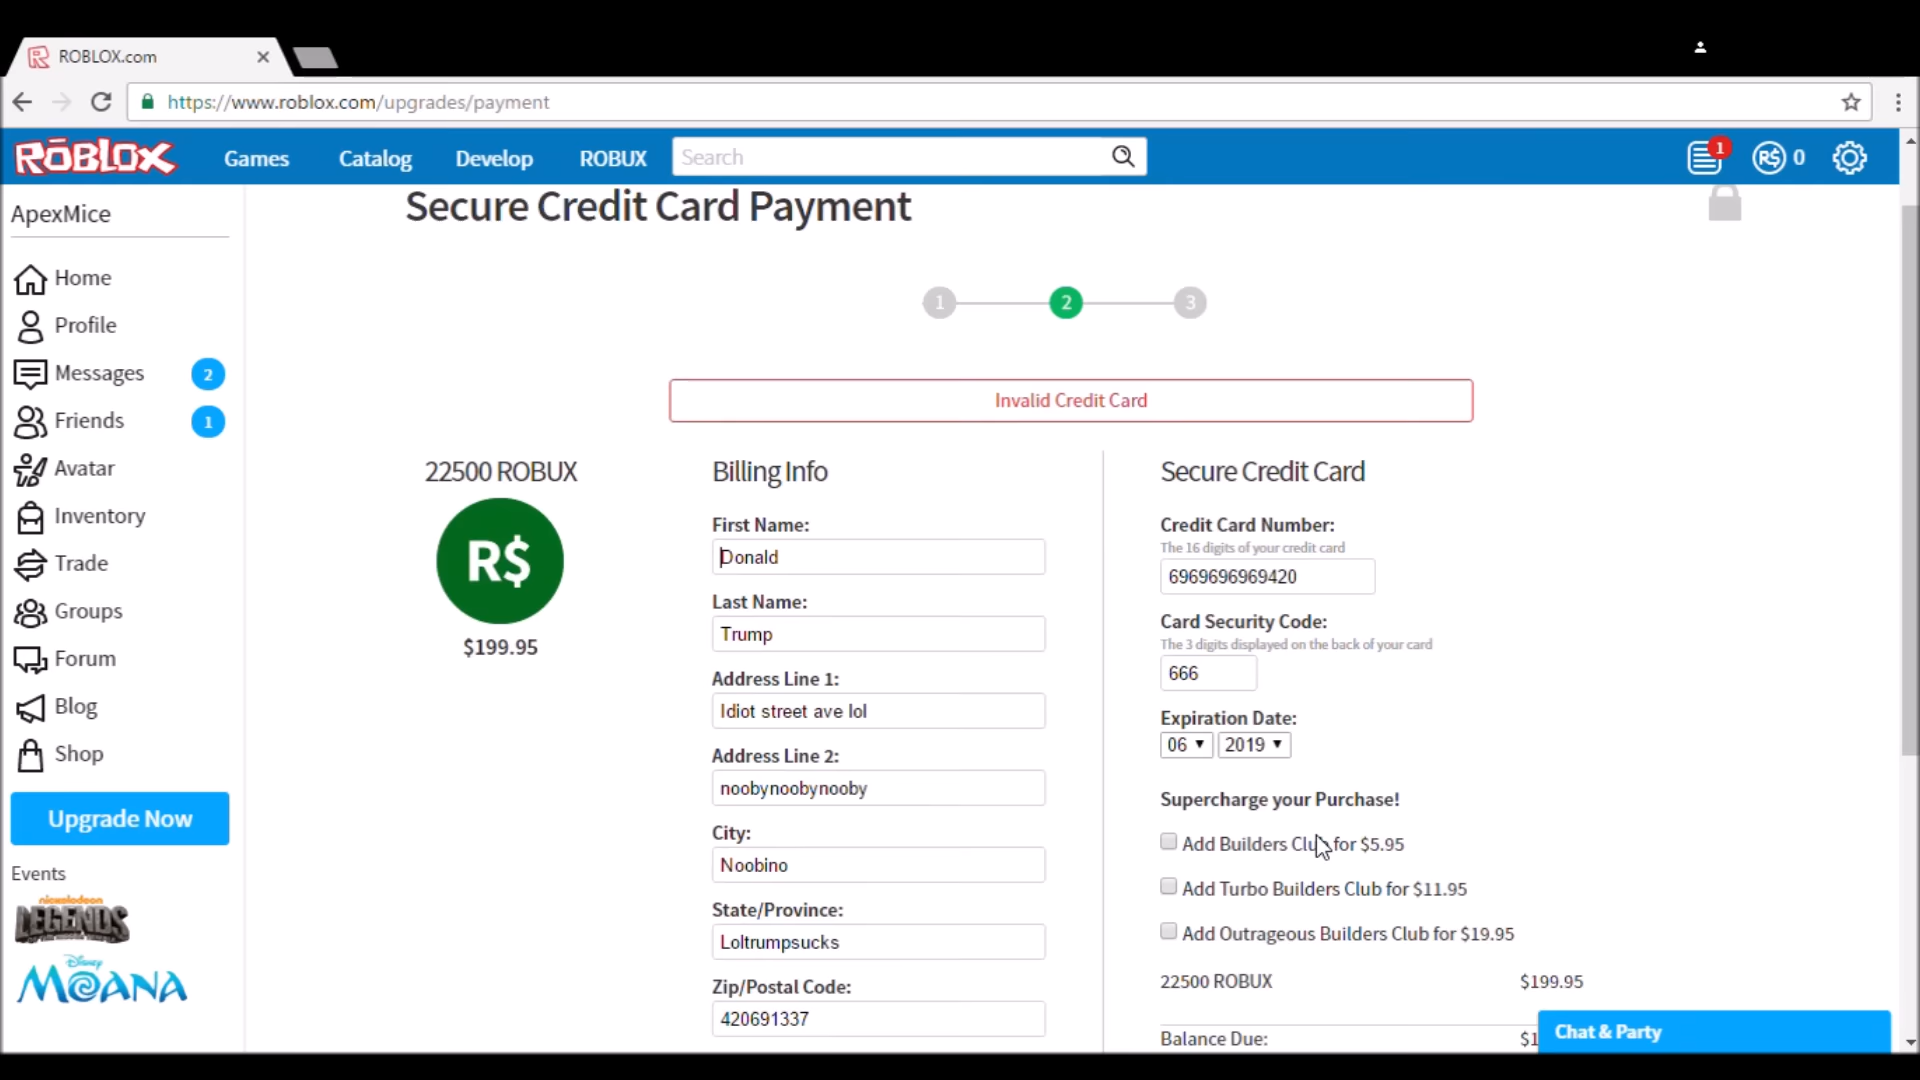 ROBLOX.com
https://www.roblox.com/upgrades/payment
ROBLOX
Games
Catalog
Develop
ROBUX
Search
1
R$ 0
ApexMice
Home
Profile
Messages 2
Friends 1
Avatar
Inventory
Trade
Groups
Forum
Blog
Shop
Upgrade Now
Events
nickelodeon
LEGENDS
Disney
MOANA
Secure Credit Card Payment
1 2 3
Invalid Credit Card
22500 ROBUX
R$
$199.95
Billing Info
First Name:
Donald
Last Name:
Trump
Address Line 1:
Idiot street ave lol
Address Line 2:
noobynoobynooby
City:
Noobino
State/Province:
Loltrumpsucks
Zip/Postal Code:
420691337
Secure Credit Card
Credit Card Number:
The 16 digits of your credit card
6969696969420
Card Security Code:
The 3 digits displayed on the back of your card
666
Expiration Date:
06 2019
Supercharge your Purchase!
Add Builders Club for $5.95
Add Turbo Builders Club for $11.95
Add Outrageous Builders Club for $19.95
22500 ROBUX $199.95
Balance Due: $1
Chat & Party